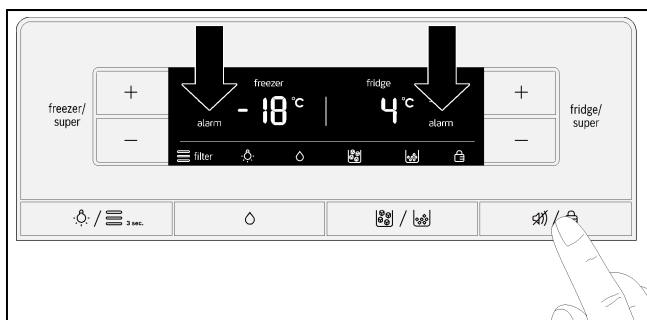 freezer/
super
+
−
freezer
- 18 °C
alarm
fridge
4 °C
alarm
filter
+
−
fridge/
super
/
3 sec.
/
/